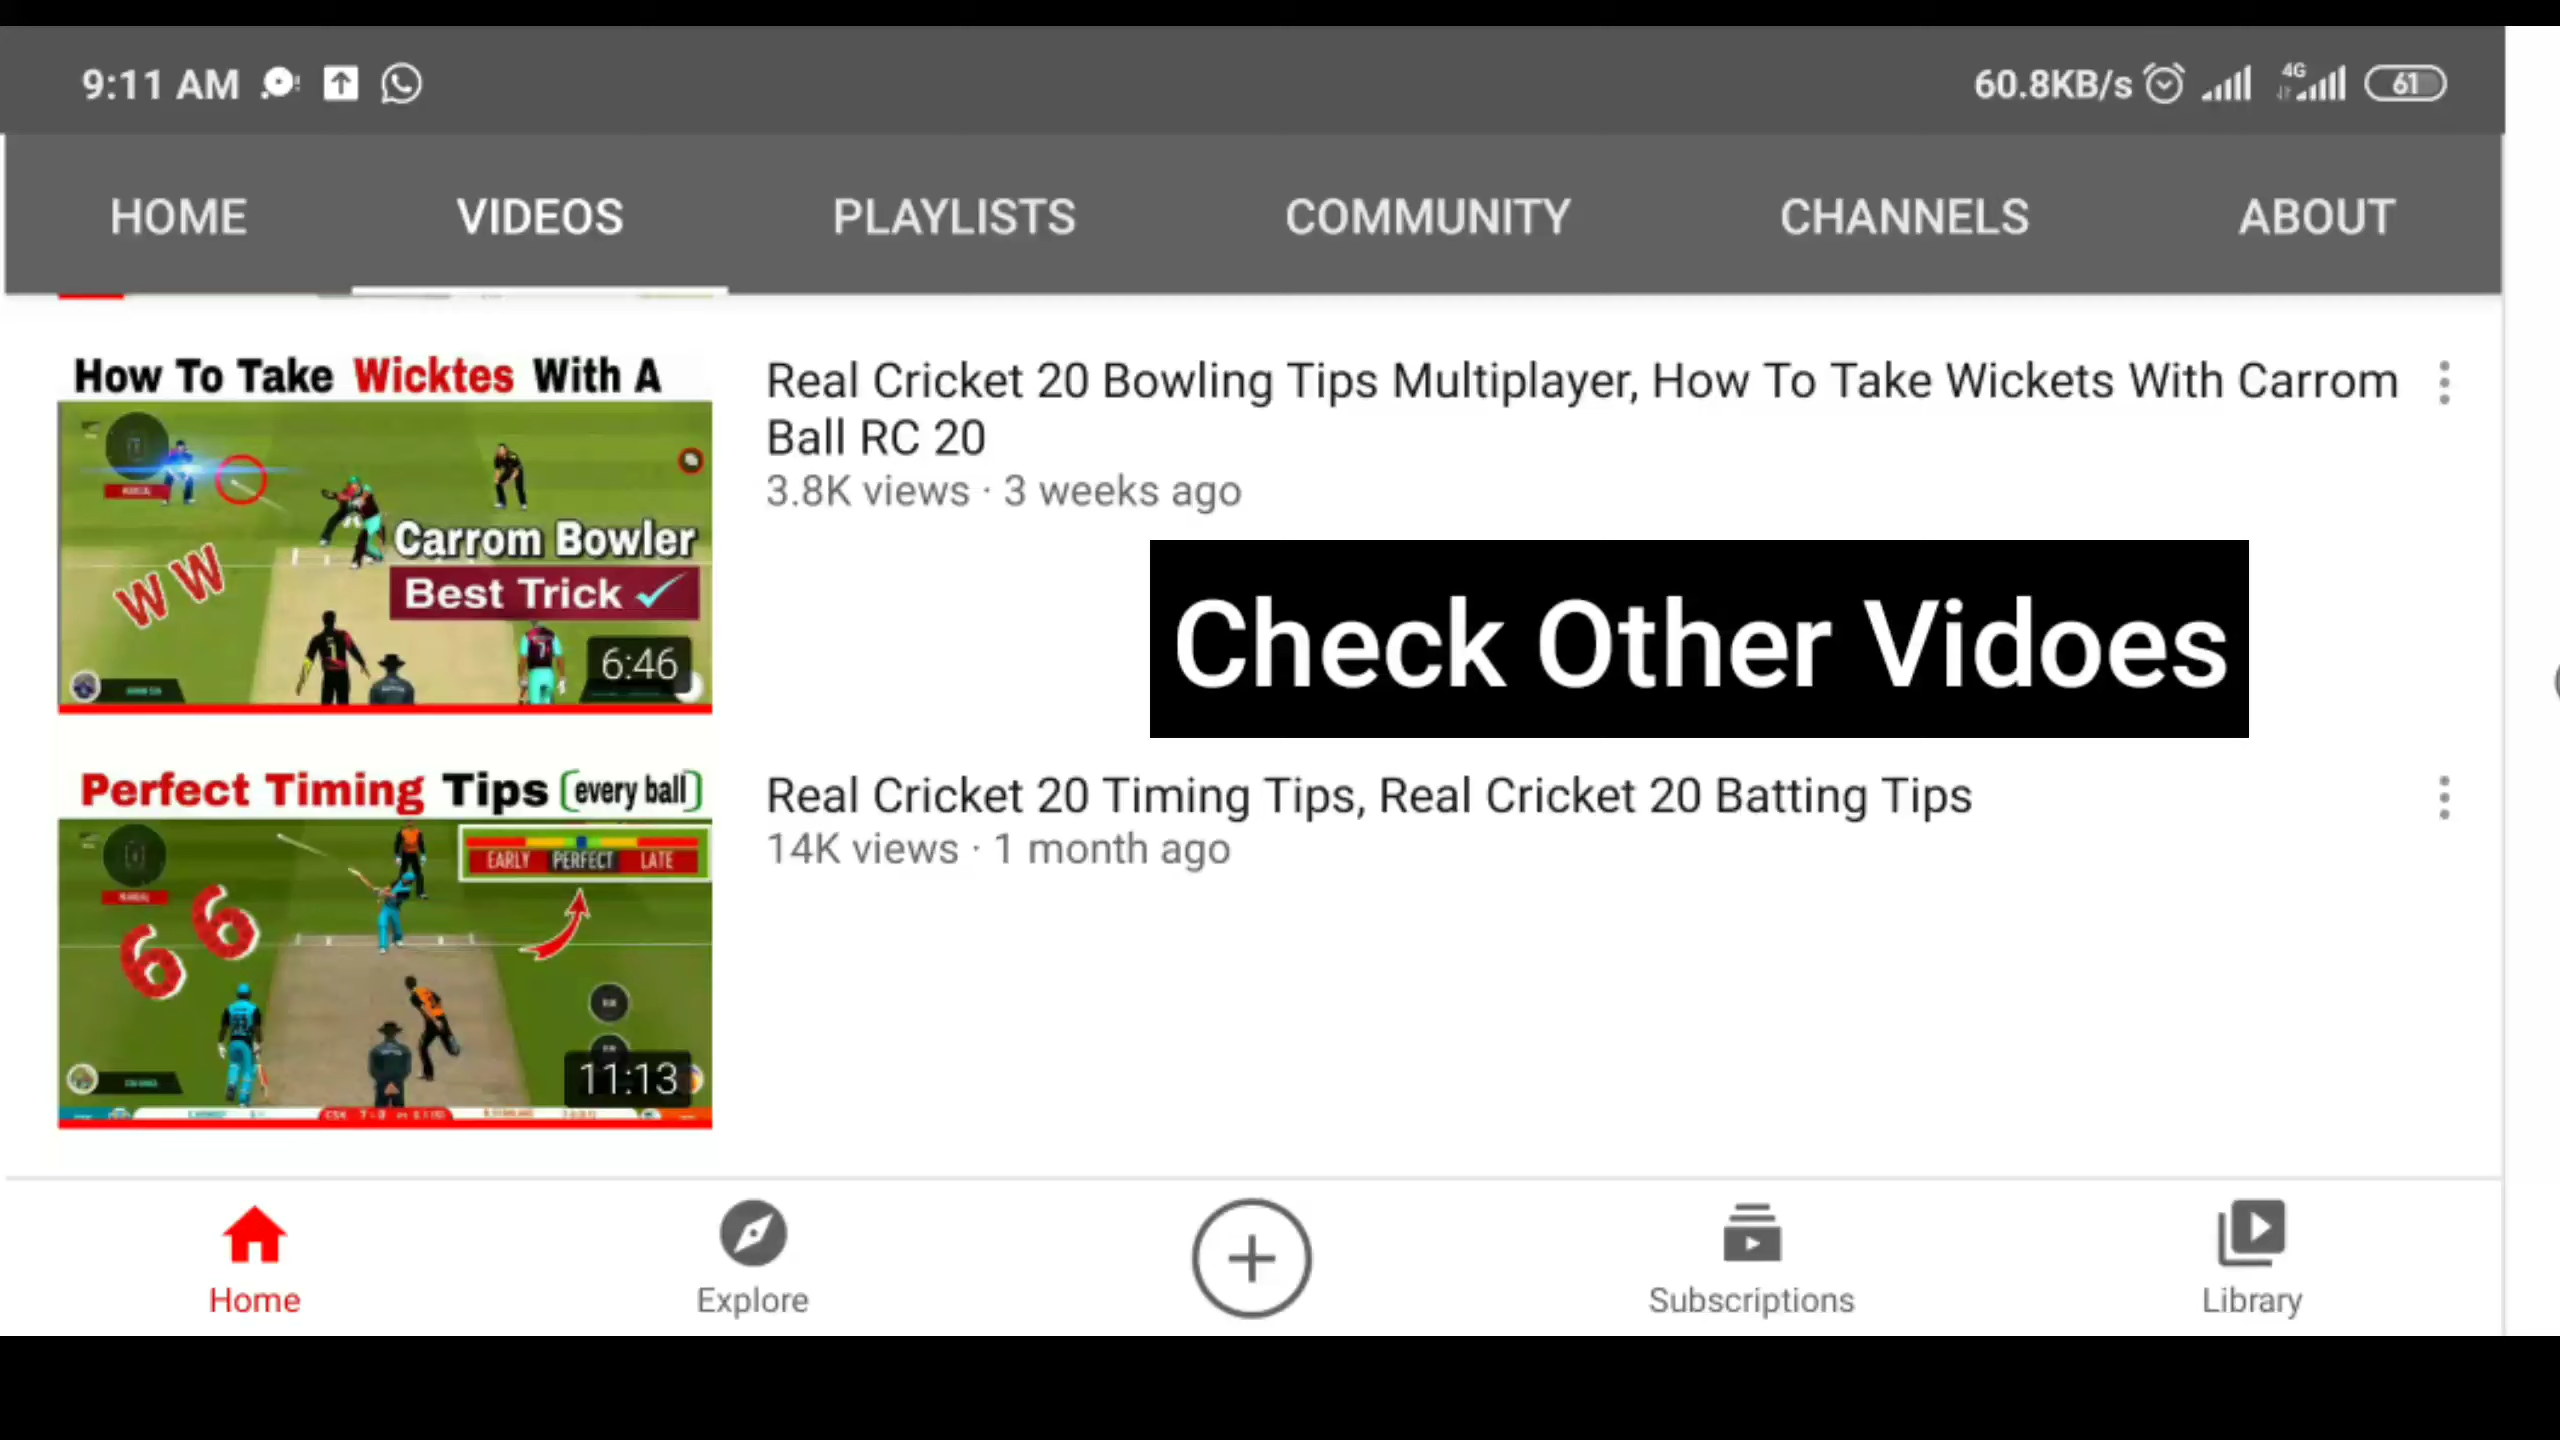 9:11 AM
60.8KB/s 4G 61
HOME VIDEOS PLAYLISTS COMMUNITY CHANNELS ABOUT
How To Take Wicktes With A
W W
Carrom Bowler
Best Trick
6:46
Real Cricket 20 Bowling Tips Multiplayer, How To Take Wickets With Carrom
Ball RC 20
3.8K views · 3 weeks ago
Check Other Vidoes
Perfect Timing Tips (every ball)
EARLY PERFECT LATE
6 6
11:13
Real Cricket 20 Timing Tips, Real Cricket 20 Batting Tips
14K views · 1 month ago
Home Explore Subscriptions Library